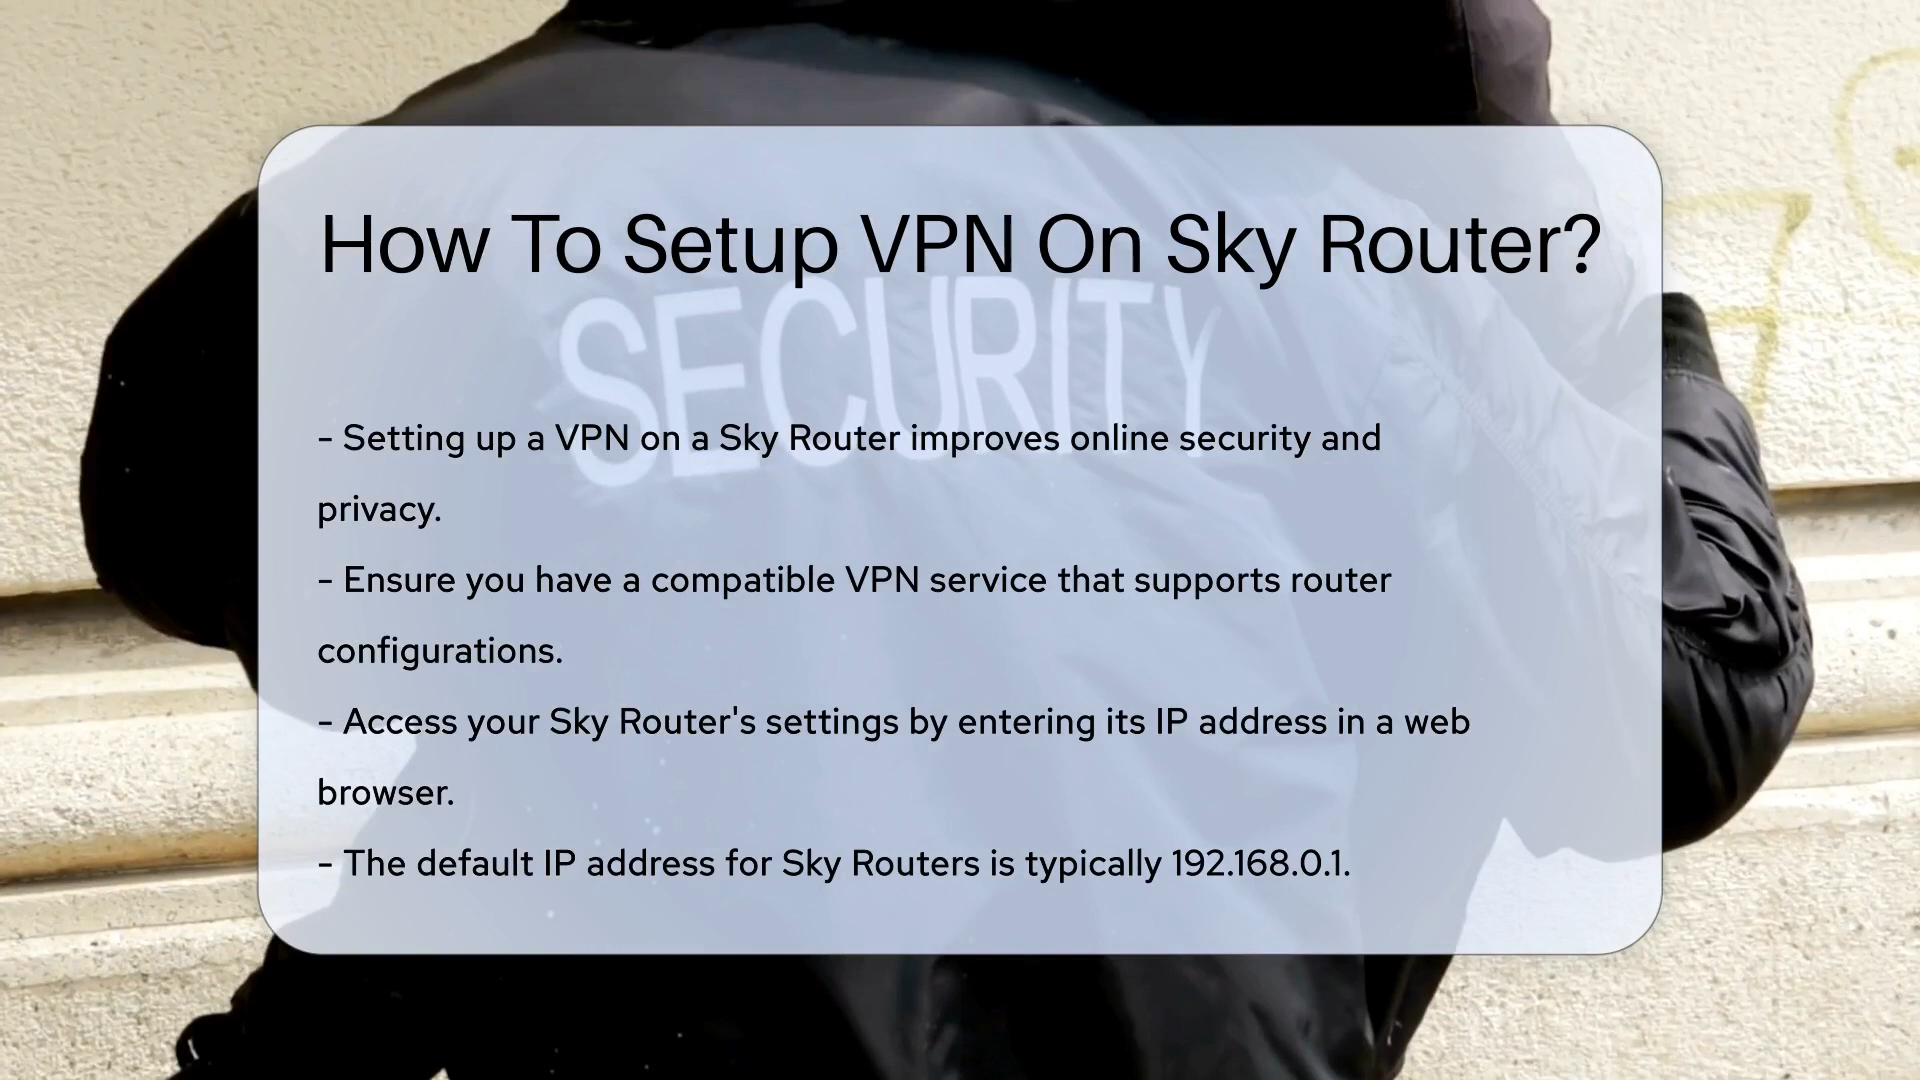 How To Setup VPN On Sky Router?
SECURITY
- Setting up a VPN on a Sky Router improves online security and
privacy.
- Ensure you have a compatible VPN service that supports router
configurations.
- Access your Sky Router's settings by entering its IP address in a web
browser.
- The default IP address for Sky Routers is typically 192.168.0.1.